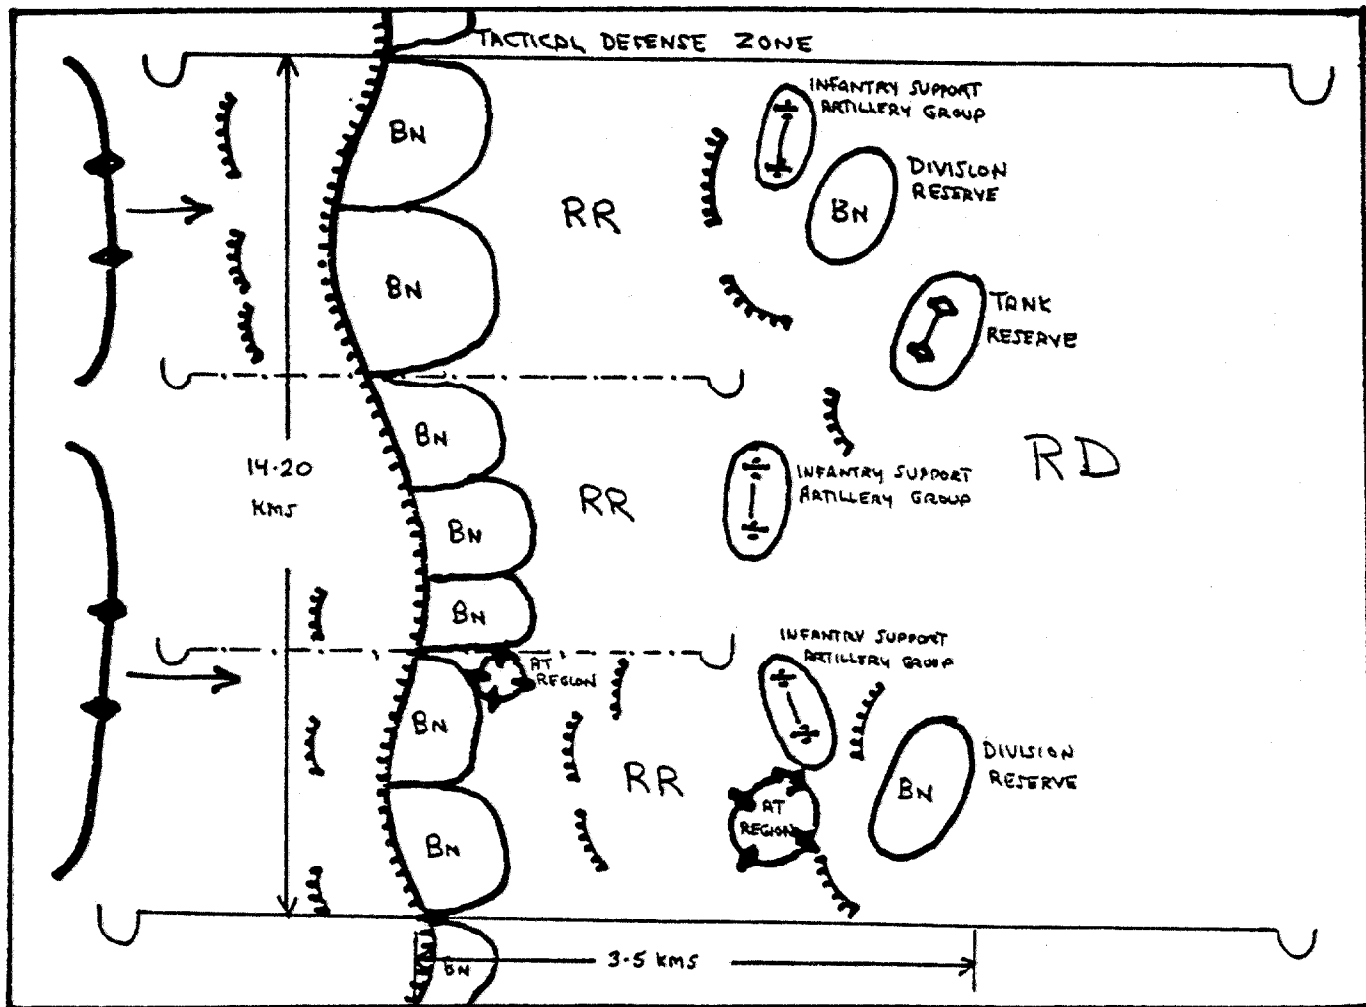 TACTICAL DEFENSE ZONE
INFANTRY SUPPORT
ARTILLERY GROUP
BN
DIVISION
RESERVE
RR
BN
BN
TANK
RESERVE
BN
14-20
KMS
RR
INFANTRY SUPPORT
ARTILLERY GROUP
RD
BN
BN
INFANTRY SUPPORT
ARTILLERY GROUP
AT
REGION
BN
RR
DIVISION
RESERVE
BN
AT
REGION
BN
3-5 KMS
BN